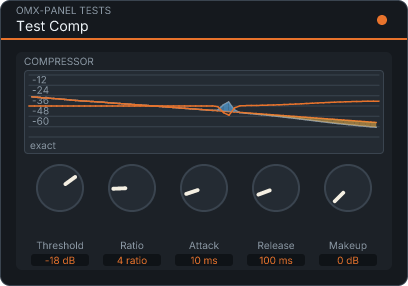 OMX-PANEL TESTS
Test Comp
COMPRESSOR
-12
-24
-36
-48
-60
exact
Threshold Ratio Attack Release Makeup
-18 dB 4 ratio 10 ms 100 ms 0 dB